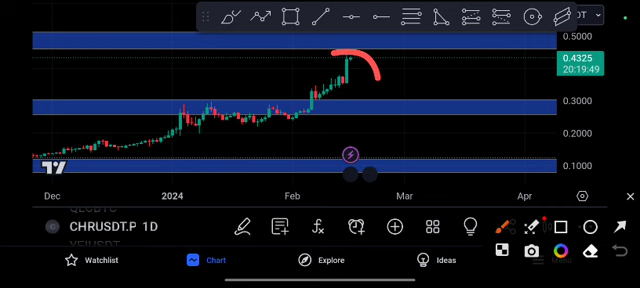 DT
0.5000
0.4325
20:19:49
0.3000
0.2000
0.1000
Dec 2024 Feb Mar Apr
CHRUSDT.P 1D
Watchlist
Chart
Explore
Ideas